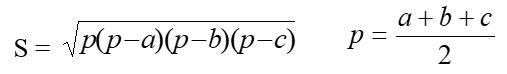 S = √p(p−a)(p−b)(p−c)    p = a + b + c / 2